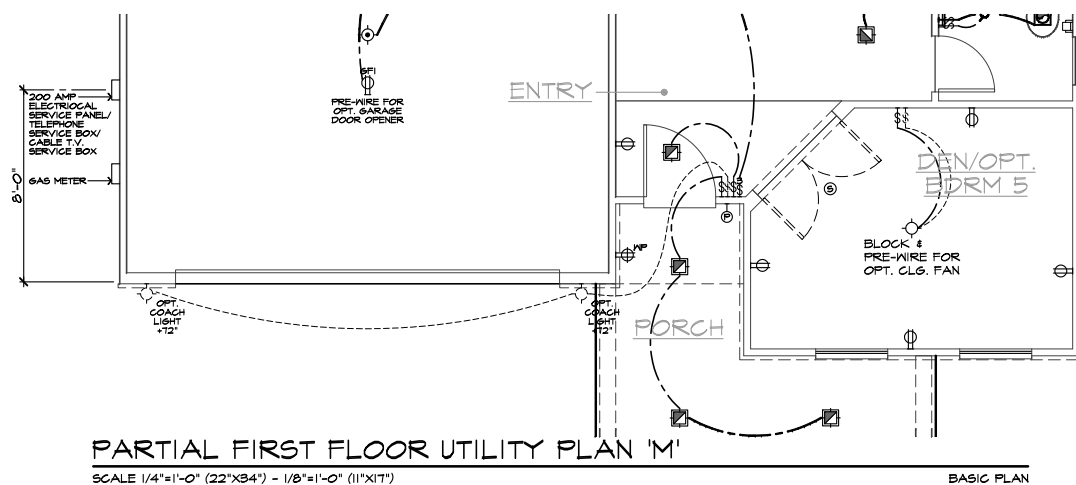 GFI
PRE-WIRE FOR
OPT. GARAGE
DOOR OPENER
ENTRY
200 AMP
ELECTRIOCAL
SERVICE PANEL/
TELEPHONE
SERVICE BOX/
CABLE T.V.
SERVICE BOX
GAS METER
8'-0"
DEN/OPT.
BDRM 5
S
P
WP
BLOCK &
PRE-WIRE FOR
OPT. CLG. FAN
OPT.
COACH
LIGHT
+72"
OPT.
COACH
LIGHT
+72"
PORCH
PARTIAL FIRST FLOOR UTILITY PLAN 'M'
SCALE 1/4"=1'-0" (22"X34") - 1/8"=1'-0" (11"X17")
BASIC PLAN